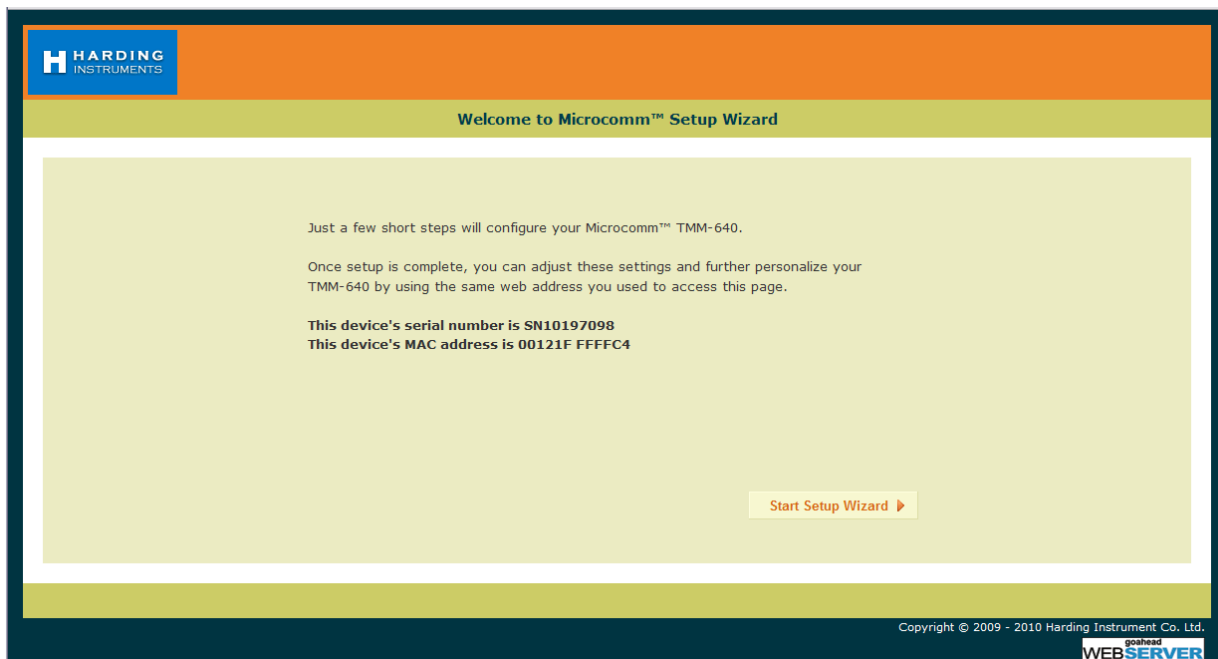 HARDING
INSTRUMENTS
Welcome to Microcomm™ Setup Wizard
Just a few short steps will configure your Microcomm™ TMM-640.
Once setup is complete, you can adjust these settings and further personalize your
TMM-640 by using the same web address you used to access this page.
This device's serial number is SN10197098
This device's MAC address is 00121F FFFFC4
Start Setup Wizard
Copyright © 2009 - 2010 Harding Instrument Co. Ltd.
goahead
WEBSERVER